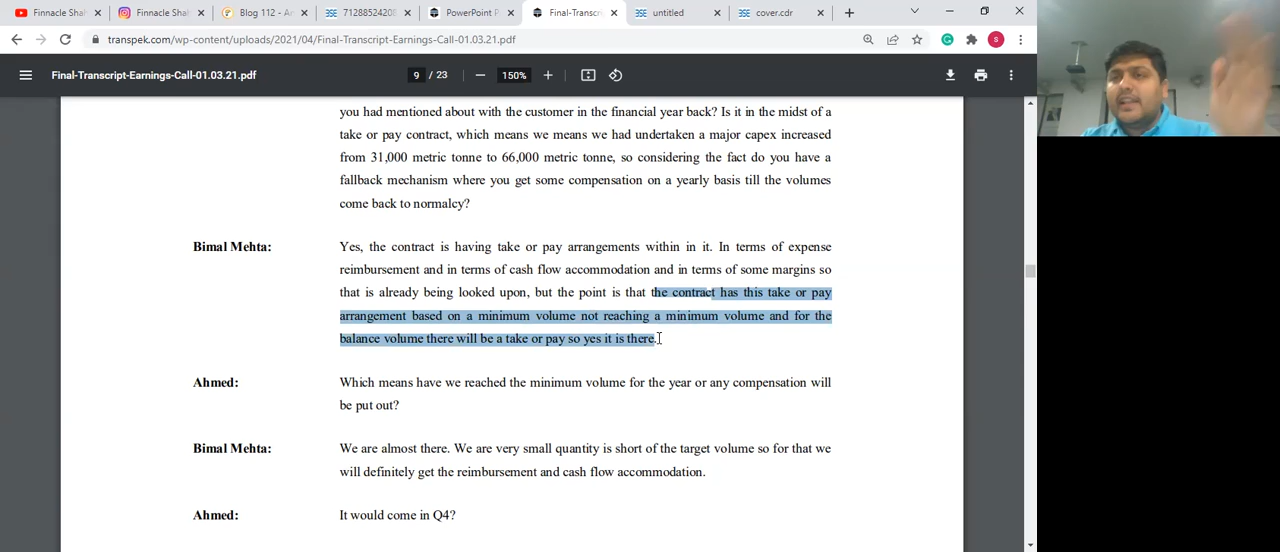 Finnacle Sha
Finnacle Sha
Blog 112 - Ar
71288524208
PowerPoint P
Final-Transcr
untitled
cover.cdr
transpek.com/wp-content/uploads/2021/04/Final-Transcript-Earnings-Call-01.03.21.pdf
S
Final-Transcript-Earnings-Call-01.03.21.pdf
9 / 23
150%
you had mentioned about with the customer in the financial year back? Is it in the midst of a
take or pay contract, which means we means we had undertaken a major capex increased
from 31,000 metric tonne to 66,000 metric tonne, so considering the fact do you have a
fallback mechanism where you get some compensation on a yearly basis till the volumes
come back to normalcy?
Bimal Mehta: Yes, the contract is having take or pay arrangements within in it. In terms of expense
reimbursement and in terms of cash flow accommodation and in terms of some margins so
that is already being looked upon, but the point is that the contract has this take or pay
arrangement based on a minimum volume not reaching a minimum volume and for the
balance volume there will be a take or pay so yes it is there.
Ahmed: Which means have we reached the minimum volume for the year or any compensation will
be put out?
Bimal Mehta: We are almost there. We are very small quantity is short of the target volume so for that we
will definitely get the reimbursement and cash flow accommodation.
Ahmed: It would come in Q4?